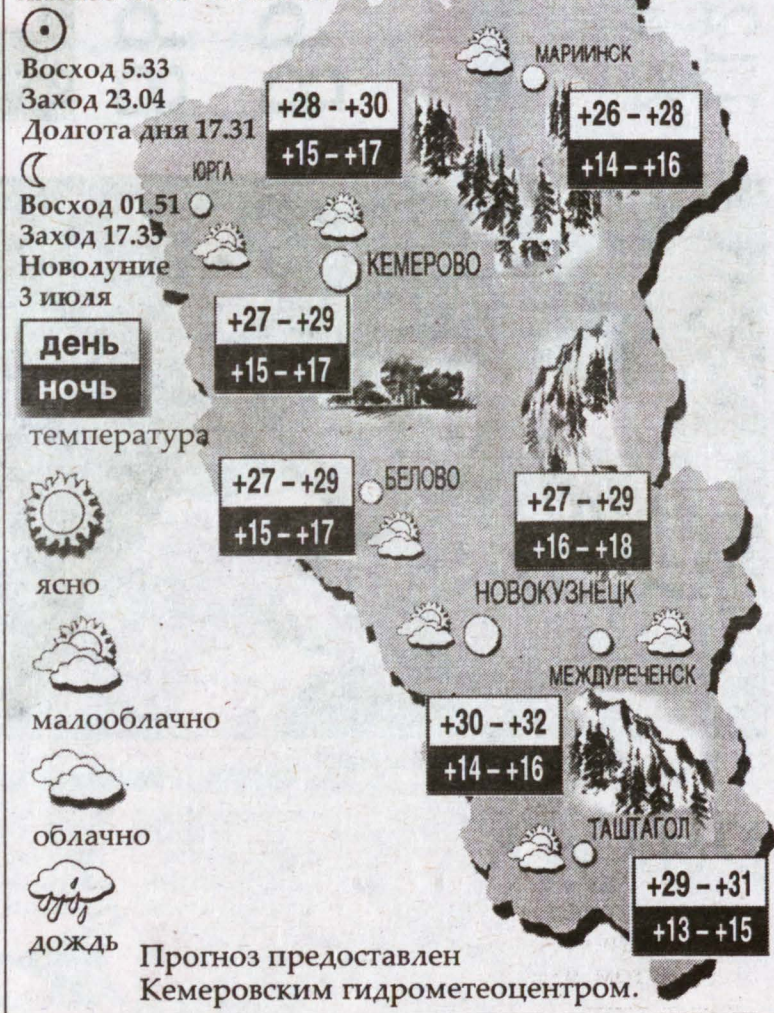 Восход 5.33
Заход 23.04
Долгота дня 17.31
Восход 01.51
Заход 17.35
Новолуние
3 июля
день
ночь
температура
ясно
малооблачно
облачно
дождь
МАРИИНСК
+28 - +30
+15 – +17
+26 – +28
+14 – +16
ЮРГА
КЕМЕРОВО
+27 – +29
+15 – +17
+27 – +29
+15 – +17
БЕЛОВО
+27 – +29
+16 – +18
НОВОКУЗНЕЦК
МЕЖДУРЕЧЕНСК
+30 – +32
+14 – +16
ТАШТАГОЛ
+29 – +31
+13 – +15
Прогноз предоставлен
Кемеровским гидрометеоцентром.